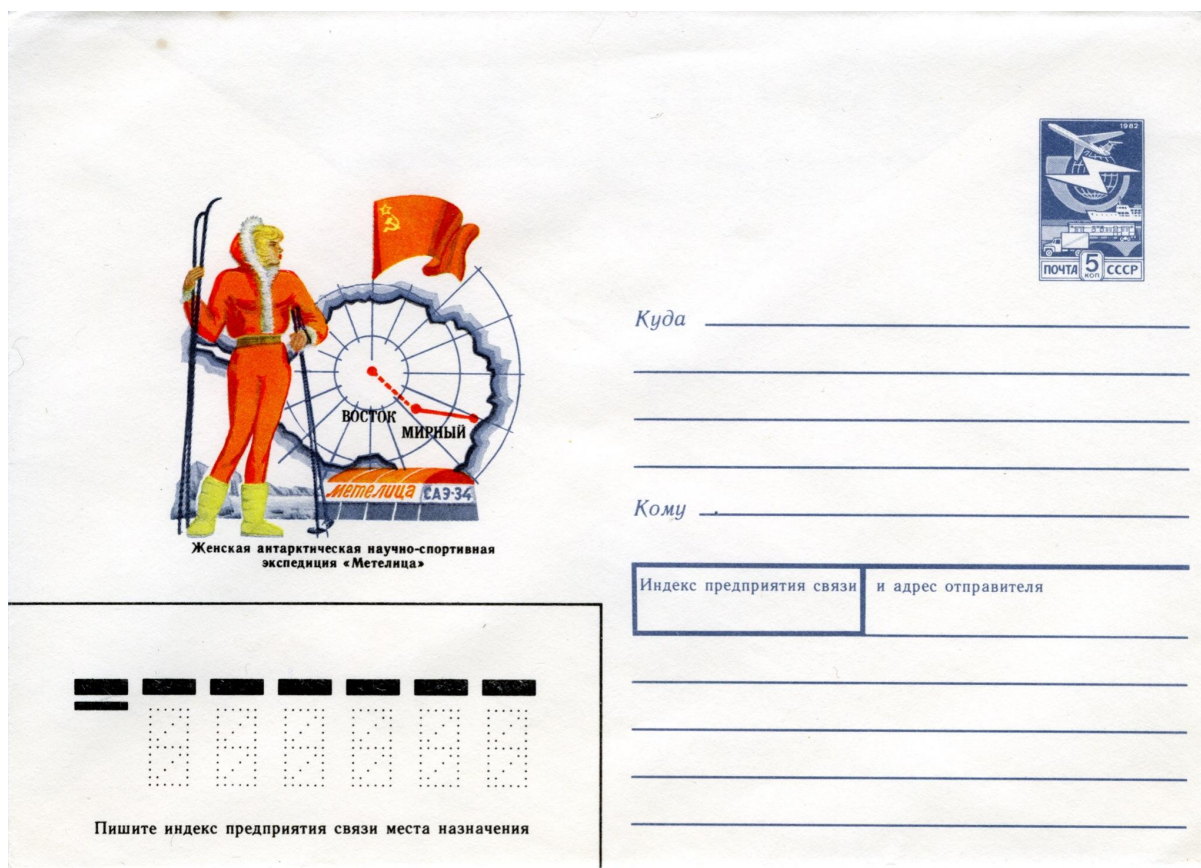 1982
ПОЧТА 5 КОП СССР
Куда
ВОСТОК
МИРНЫЙ
метелица САЭ-34
Кому
Женская антарктическая научно-спортивная
экспедиция «Метелица»
Индекс предприятия связи и адрес отправителя
Пишите индекс предприятия связи места назначения